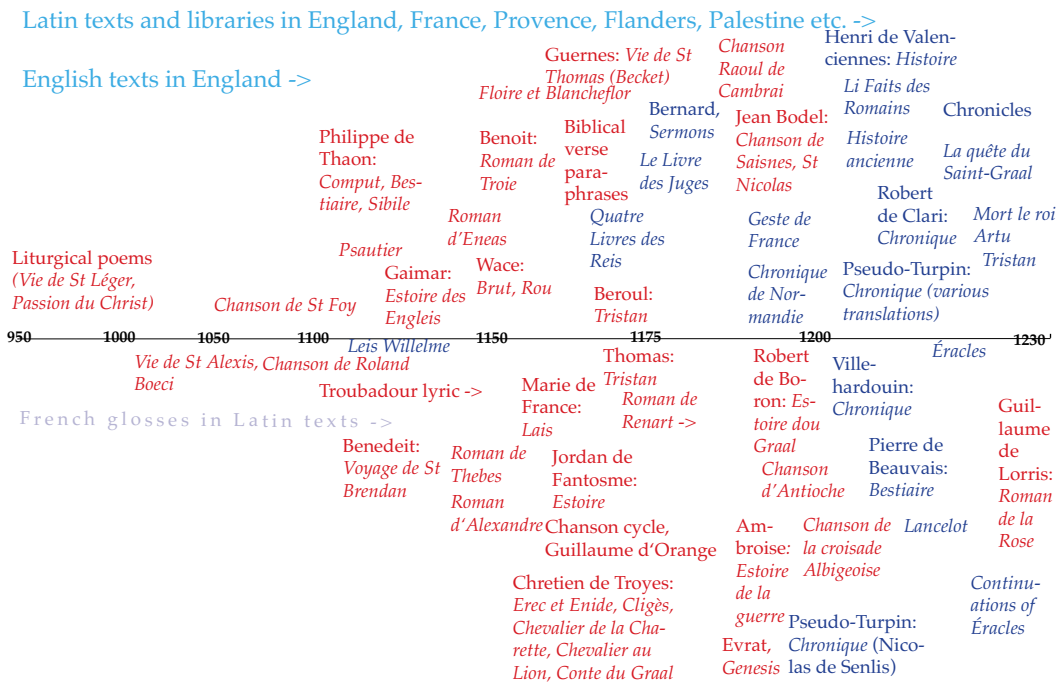 Latin texts and libraries in England, France, Provence, Flanders, Palestine etc. ->
English texts in England ->
Guernes: Vie de St
Thomas (Becket)
Floire et Blancheflor
Chanson
Raoul de
Cambrai
Henri de Valen-
ciennes: Histoire
Li Faits des
Romains
Chronicles
Philippe de
Thaon:
Comput, Bes-
tiaire, Sibile
Benoit:
Roman de
Troie
Biblical
verse
para-
phrases
Bernard,
Sermons
Le Livre
des Juges
Jean Bodel:
Chanson de
Saisnes, St
Nicolas
Histoire
ancienne
La quête du
Saint-Graal
Psautier
Roman
d'Eneas
Quatre
Livres des
Reis
Geste de
France
Robert
de Clari:
Chronique
Mort le roi
Artu
Tristan
Liturgical poems
(Vie de St Léger,
Passion du Christ)
Chanson de St Foy
Gaimar:
Estoire des
Engleis
Wace:
Brut, Rou
Beroul:
Tristan
Chronique
de Nor-
mandie
Pseudo-Turpin:
Chronique (various
translations)
950 1000 1050 1100 1150 1175 1200 1230
Leis Willelme
Éracles
Vie de St Alexis,
Boeci
Chanson de Roland
Troubadour lyric ->
Marie de
France:
Lais
Thomas:
Tristan
Roman de
Renart ->
Robert
de Bo-
ron: Es-
toire dou
Graal
Ville-
hardouin:
Chronique
Guil-
laume
de
Lorris:
Roman
de la
Rose
French glosses in Latin texts ->
Benedeit:
Voyage de St
Brendan
Roman de
Thebes
Roman
d'Alexandre
Jordan de
Fantosme:
Estoire
Chanson
d'Antioche
Pierre de
Beauvais:
Bestiaire
Chanson cycle,
Guillaume d'Orange
Am-
broise:
Estoire
de la
guerre
Chanson de
la croisade
Albigeoise
Lancelot
Chretien de Troyes:
Erec et Enide, Cligès,
Chevalier de la Cha-
rette, Chevalier au
Lion, Conte du Graal
Evrat,
Genesis
Pseudo-Turpin:
Chronique (Nico-
las de Senlis)
Continu-
ations of
Éracles